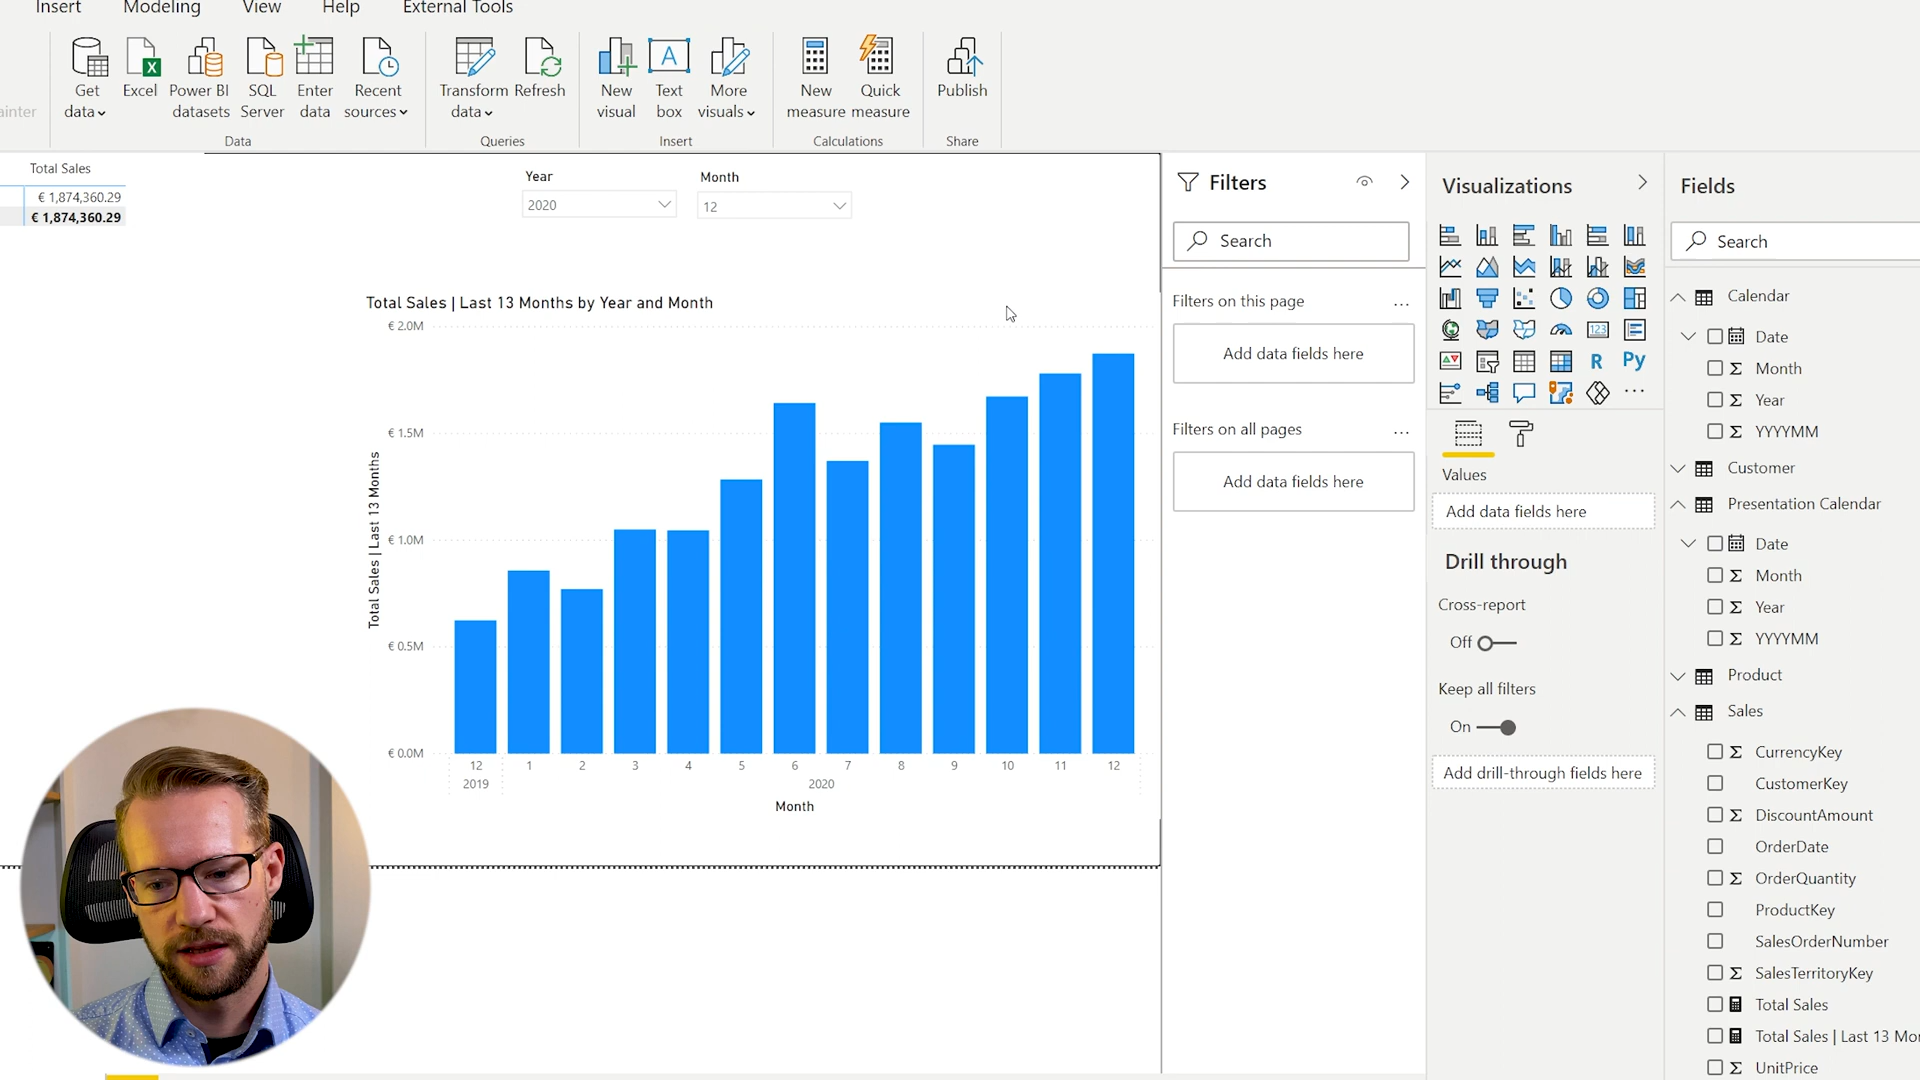 Insert Modeling View Help External Tools
Get data
Excel
Power BI datasets
SQL Server
Enter data
Recent sources
Transform data
Refresh
New visual
Text box
More visuals
New measure
Quick measure
Publish
Data
Queries
Insert
Calculations
Share
Total Sales
€ 1,874,360.29
€ 1,874,360.29
Year
2020
Month
12
Total Sales | Last 13 Months by Year and Month
€ 2.0M
€ 1.5M
€ 1.0M
€ 0.5M
€ 0.0M
Total Sales | Last 13 Months
12 1 2 3 4 5 6 7 8 9 10 11 12
2019 2020
Month
Filters
Search
Filters on this page ...
Add data fields here
Filters on all pages ...
Add data fields here
Visualizations
123
R Py
...
Values
Add data fields here
Drill through
Cross-report
Off
Keep all filters
On
Add drill-through fields here
Fields
Search
Calendar
Date
Σ Month
Σ Year
Σ YYYYMM
Customer
Presentation Calendar
Date
Σ Month
Σ Year
Σ YYYYMM
Product
Sales
Σ CurrencyKey
CustomerKey
Σ DiscountAmount
OrderDate
Σ OrderQuantity
ProductKey
SalesOrderNumber
Σ SalesTerritoryKey
Total Sales
Total Sales | Last 13 Mo
Σ UnitPrice